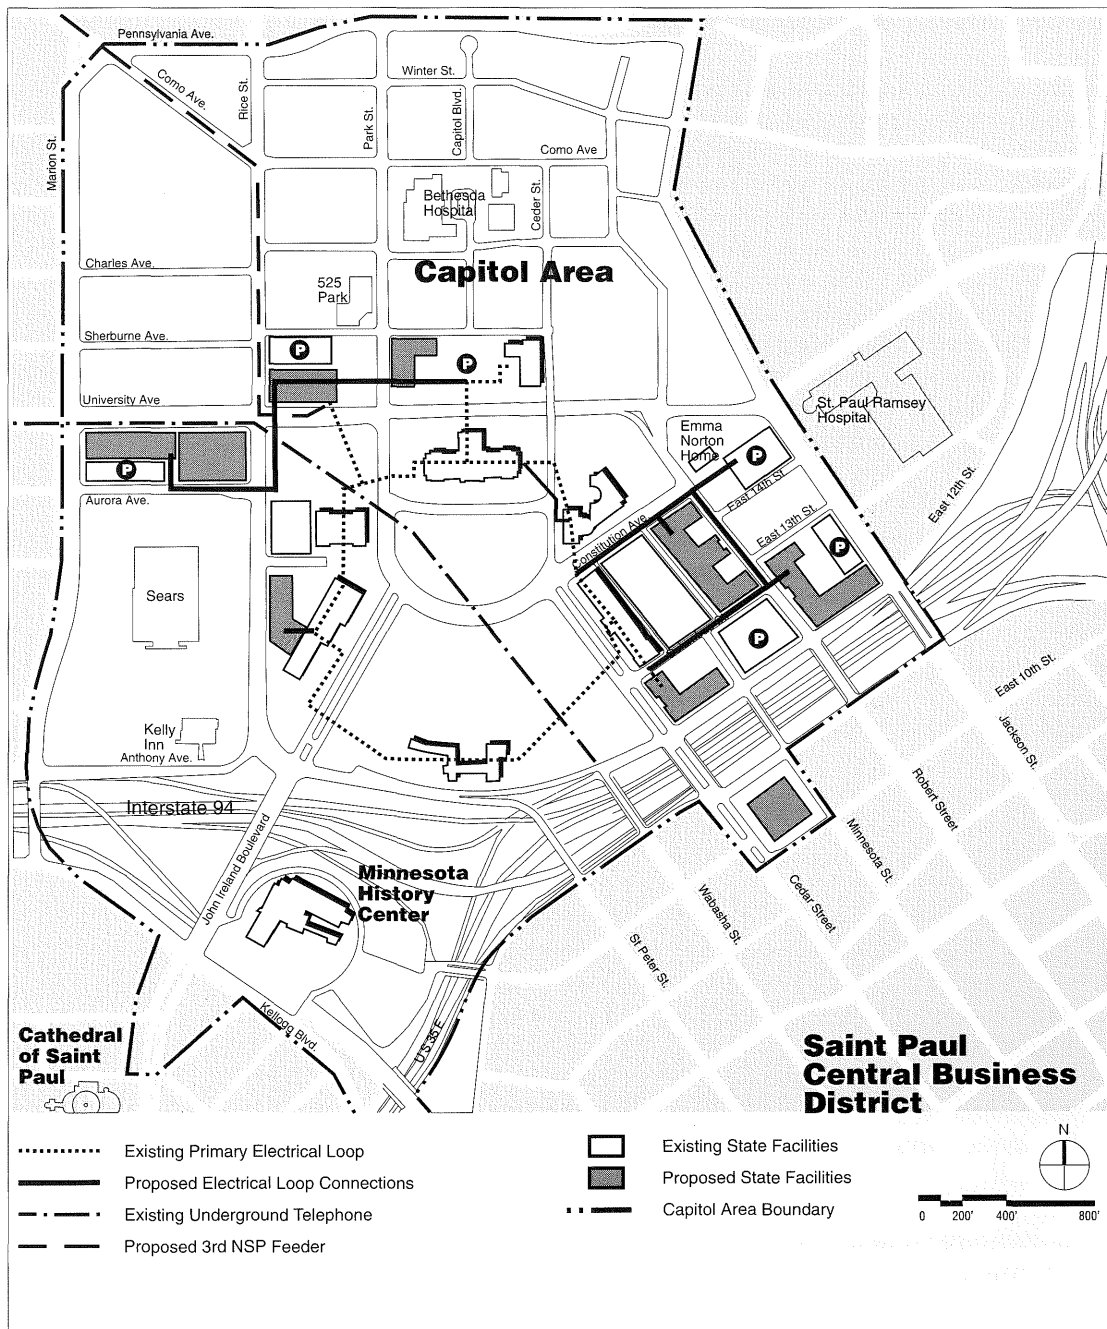 Pennsylvania Ave.
Como Ave.
Rice St.
Winter St.
Park St.
Capitol Blvd.
Como Ave
Marion St.
Bethesda
Hospital
Ceder St.
Charles Ave.
Capitol Area
525
Park
Sherburne Ave.
P
P
University Ave
St. Paul Ramsey
Hospital
Emma
Norton
Home
P
P
East 14th St
East 12th St.
Aurora Ave.
East 13th St.
Constitution Ave.
P
Sears
P
East 10th St.
Jackson St.
Kelly
Inn
Anthony Ave.
Robert Street
Interstate 94
Minnesota St.
John Ireland Boulevard
Minnesota
History
Center
Cedar Street
Wabasha St.
St Peter St.
Kellogg Blvd.
U.S.35 E
Cathedral
of Saint
Paul
Saint Paul
Central Business
District
Existing Primary Electrical Loop
Proposed Electrical Loop Connections
Existing Underground Telephone
Proposed 3rd NSP Feeder
Existing State Facilities
Proposed State Facilities
Capitol Area Boundary
N
0 200' 400' 800'